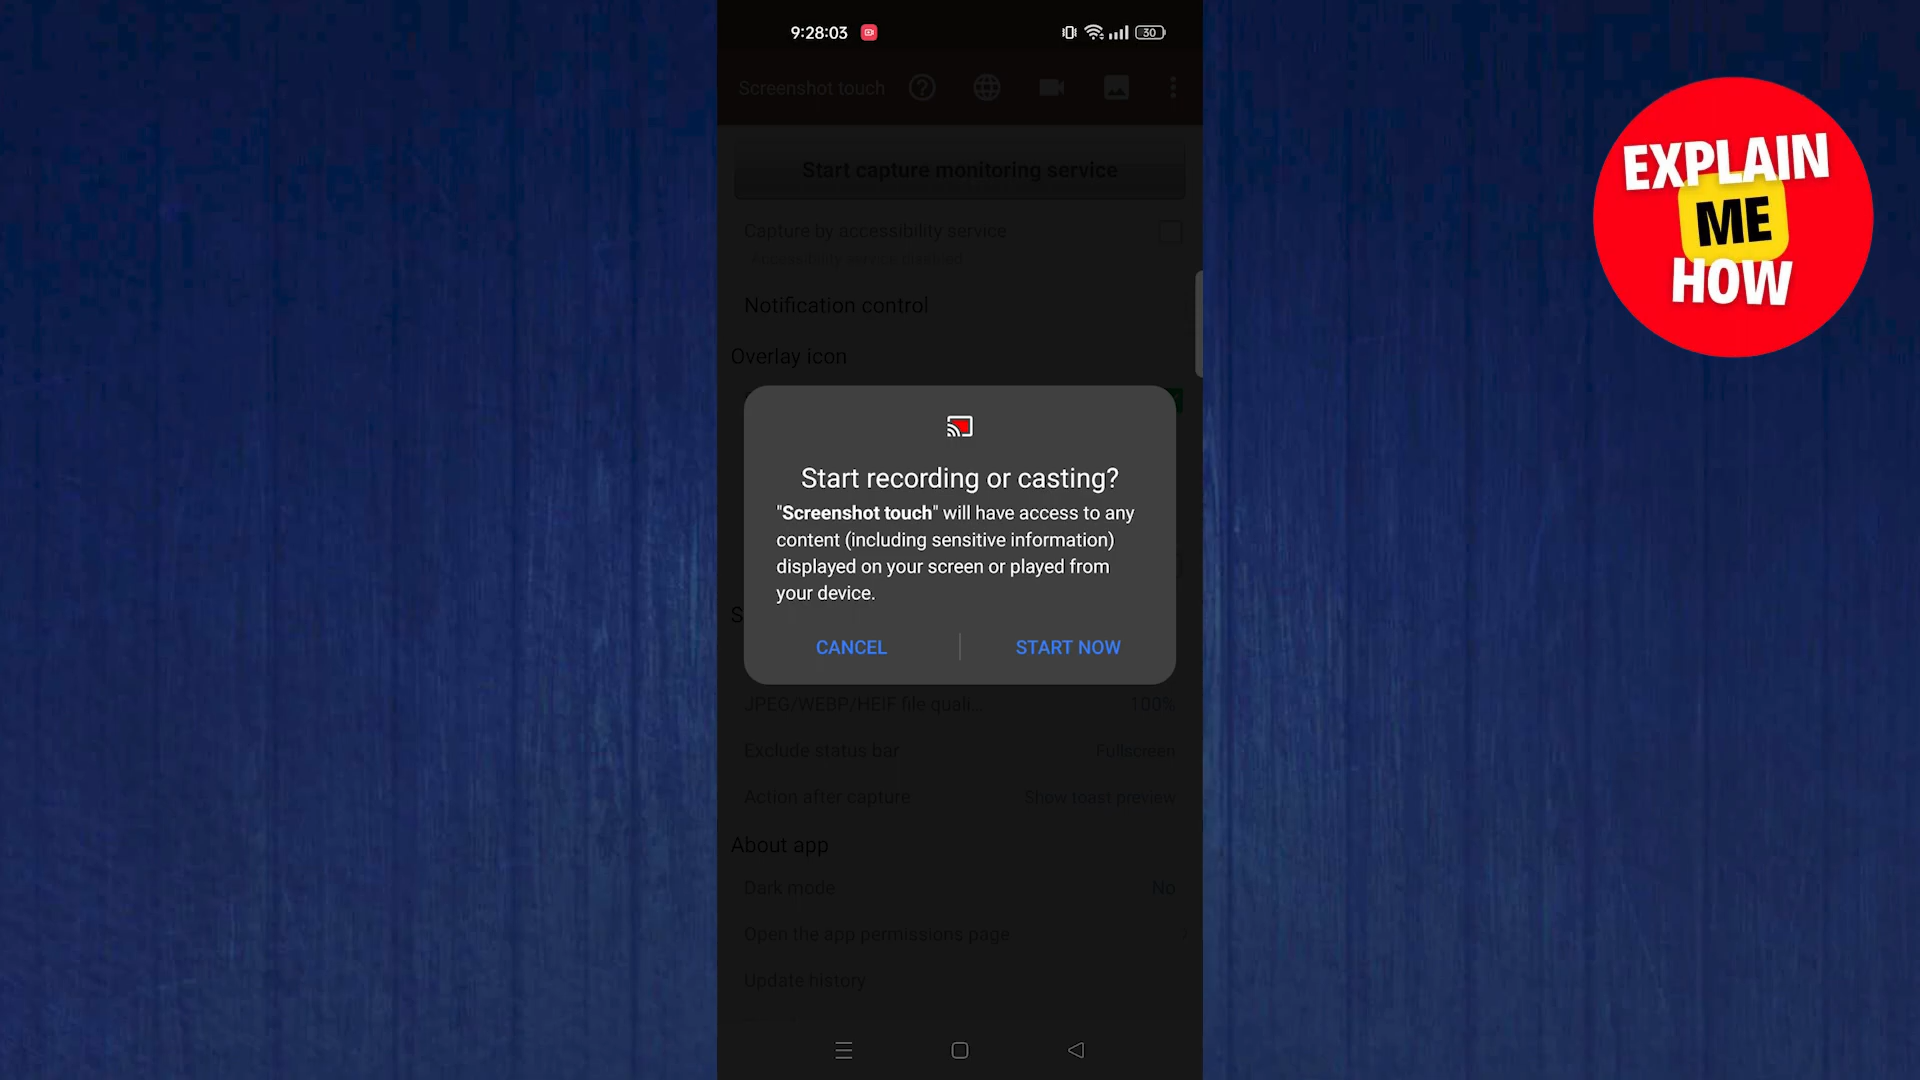 9:28:03
30
Screenshot touch
Start capture monitoring service
Capture by accessibility service
Accessibility service
Notification control
Overlay icon
Start recording or casting?
"Screenshot touch" will have access to any
content (including sensitive information)
displayed on your screen or played from
your device.
CANCEL
START NOW
JPEG/WEBP/HEIF file quali...
100%
Exclude status bar
Fullscreen
Action after capture
Show toast preview
About app
Dark mode
No
Open the app permissions page
Update history
EXPLAIN
ME
HOW